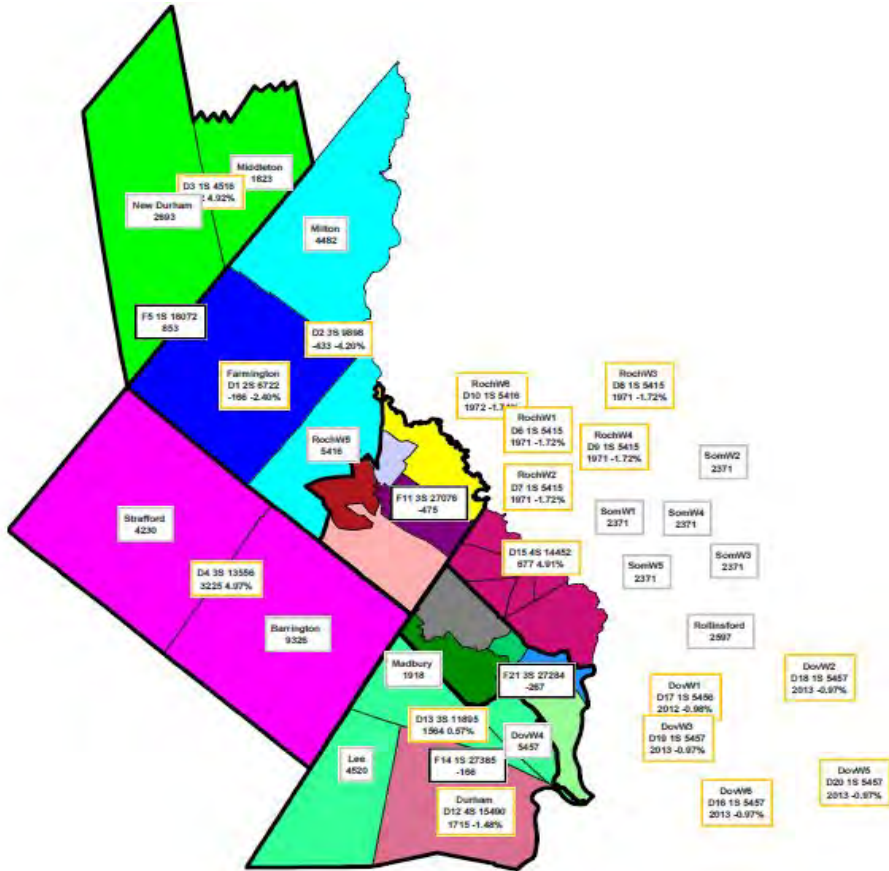 Middleton
1823
D3 1S 4516
4.92%
New Durham
2693
Milton
4482
F5 1S 18072
853
D2 3S 9898
-433 -4.20%
Farmington
D1 2S 6722
-166 -2.40%
RochW5
5416
RochW6
D10 1S 5416
1972
RochW3
D8 1S 5415
1971 -1.72%
RochW1
D6 1S 5415
1971 -1.72%
RochW4
D9 1S 5415
1971 -1.72%
RochW2
D7 1S 5415
1971 -1.72%
SomW2
2371
F11 3S 27076
-475
SomW1
2371
SomW4
2371
Strafford
4230
D15 4S 14452
677 4.91%
SomW5
2371
SomW3
2371
D4 3S 13556
3225 4.97%
Barrington
9326
Rollinsford
2597
Madbury
1918
F21 3S 27284
-267
DovW1
D17 1S 5456
2012 -0.98%
DovW2
D18 1S 5457
2013 -0.97%
D13 3S 11895
1564 0.57%
DovW4
5457
DovW3
D19 1S 5457
2013 -0.97%
Lee
4520
F14 1S 27385
-166
Durham
D12 4S 15490
1715 -1.48%
DovW6
D16 1S 5457
2013 -0.97%
DovW5
D20 1S 5457
2013 -0.97%